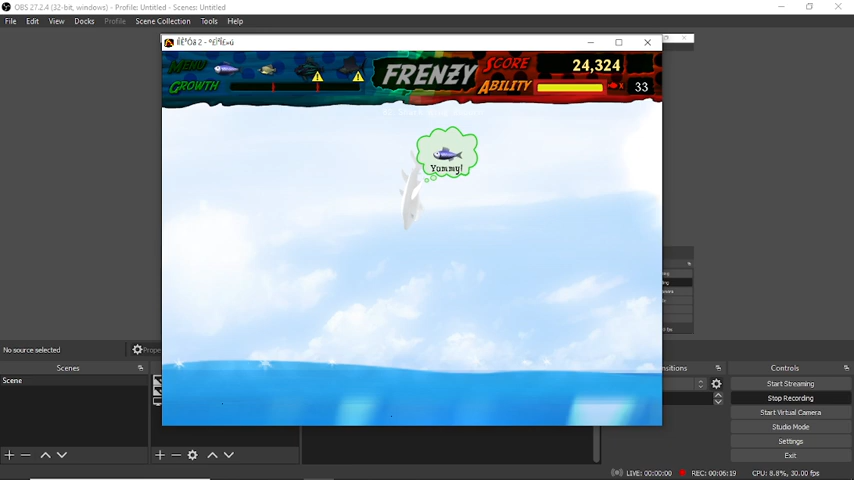 OBS 27.2.4 (32-bit, windows) - Profile: Untitled - Scenes: Untitled
File Edit View Docks Profile Scene Collection Tools Help
MENU
GROWTH
FRENZY
SCORE 24,324
ABILITY x 33
Yummy!
No source selected
Prope
Scenes
Scene
nsitions
Controls
Start Streaming
Stop Recording
Start Virtual Camera
Studio Mode
Settings
Exit
LIVE: 00:00:00 REC: 00:06:19 CPU: 8.8%, 30.00 fps